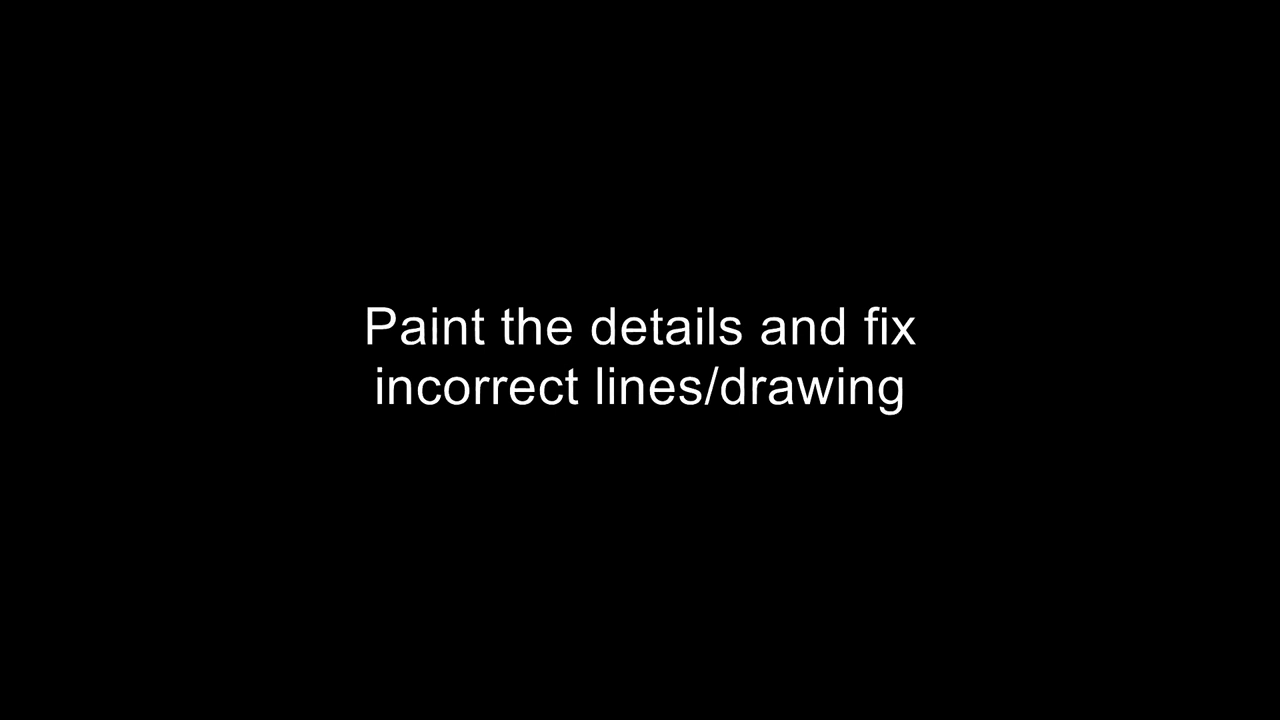 Paint the details and fix
incorrect lines/drawing